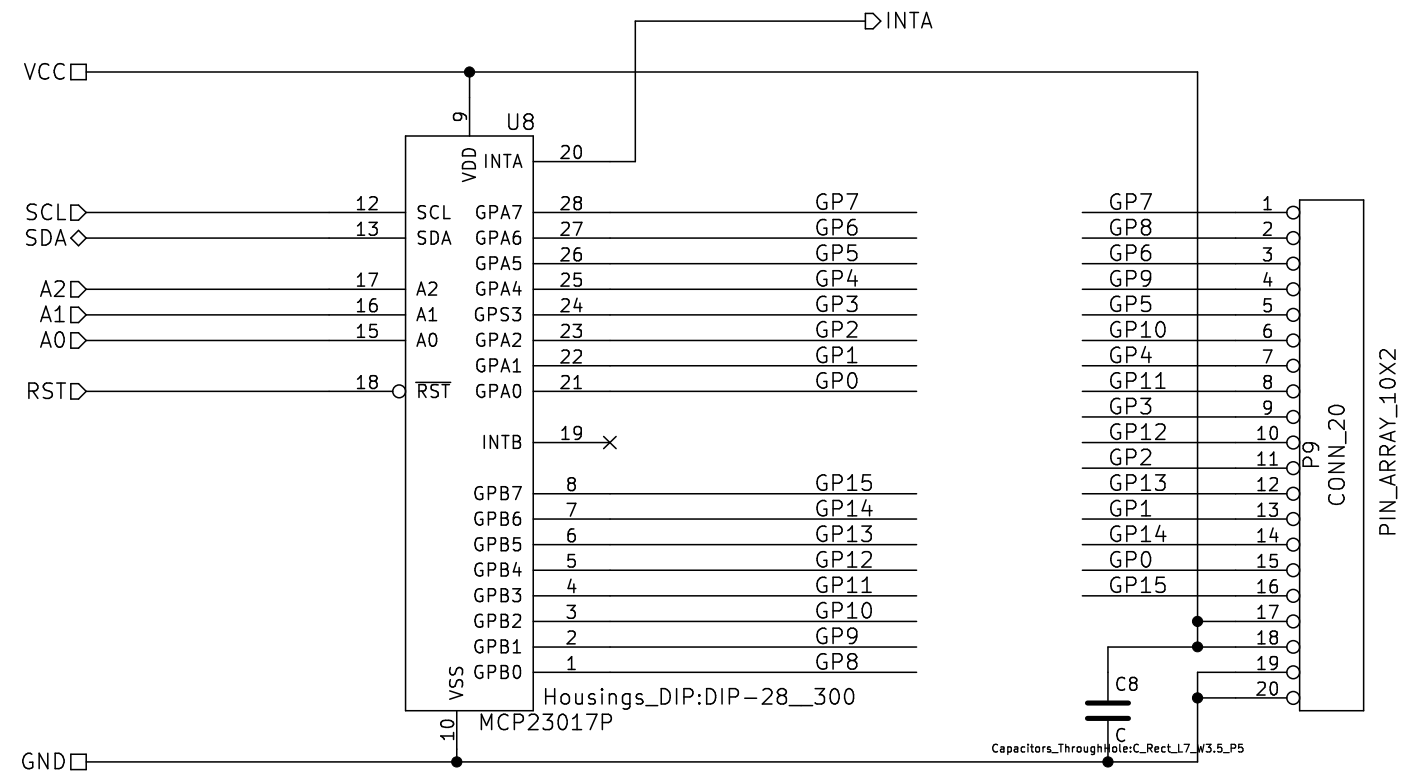 INTA
VCC
9
U8
VDD
INTA 20
SCL 12 SCL GPA7 28 GP7 GP7 1
SDA 13 SDA GPA6 27 GP6 GP8 2
GPA5 26 GP5 GP6 3
A2 17 A2 GPA4 25 GP4 GP9 4
A1 16 A1 GPS3 24 GP3 GP5 5
A0 15 A0 GPA2 23 GP2 GP10 6
GPA1 22 GP1 GP4 7
RST 18 RST GPA0 21 GP0 GP11 8
GP3 9
INTB 19 GP12 10
GP2 11
GPB7 8 GP15 GP13 12
GPB6 7 GP14 GP1 13
GPB5 6 GP13 GP14 14
GPB4 5 GP12 GP0 15
GPB3 4 GP11 GP15 16
GPB2 3 GP10 17
GPB1 2 GP9 18
GPB0 1 GP8 19
20
P9
CONN_20
PIN_ARRAY_10X2
VSS
10
Housings_DIP:DIP-28__300
MCP23017P
C8
C
Capacitors_ThroughHole:C_Rect_L7_W3.5_P5
GND